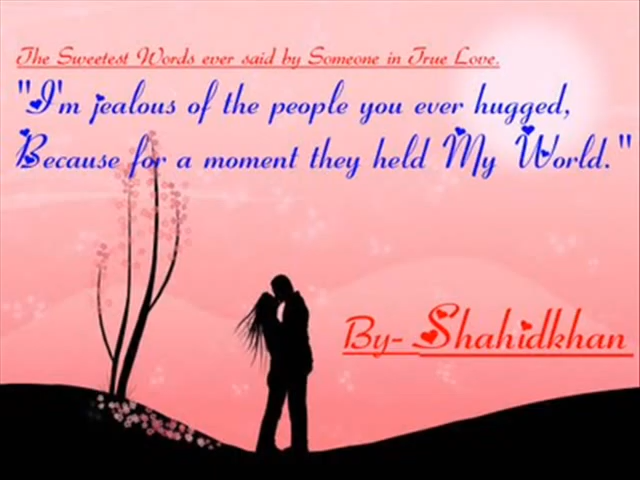 The Sweetest Words ever said by Someone in True Love.
"I'm jealous of the people you ever hugged,
Because for a moment they held My World."
By- Shahidkhan